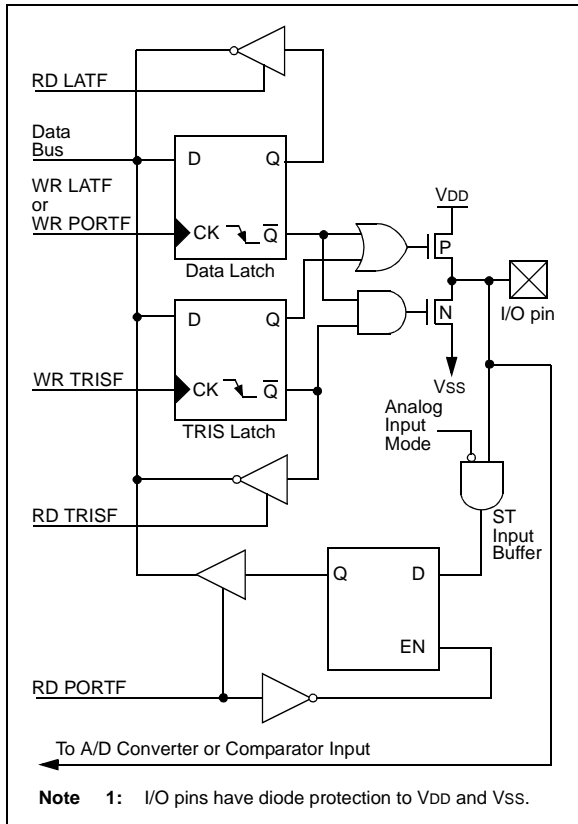 RD LATF
Data
Bus
D Q
WR LATF
or
WR PORTF
CK Q
Data Latch
VDD
P
I/O pin
D Q
N
WR TRISF
CK Q
TRIS Latch
VSS
Analog
Input
Mode
RD TRISF
ST
Input
Buffer
Q D
EN
RD PORTF
To A/D Converter or Comparator Input
Note 1: I/O pins have diode protection to VDD and VSS.